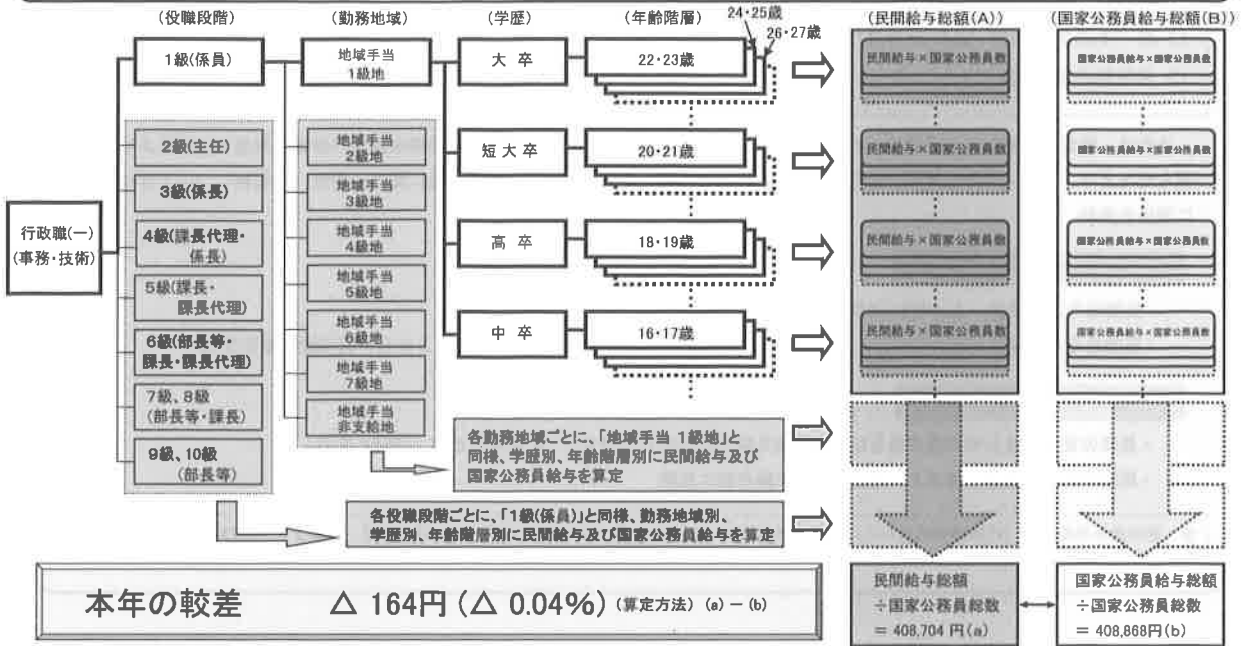 (役職段階)
(勤務地域)
(学歴)
(年齢階層)
24・25歳
26・27歳
(民間給与総額(A))
(国家公務員給与総額(B))
行政職(一)
(事務・技術)
1級(係員)
2級(主任)
3級(係長)
4級(課長代理・
係長)
5級(課長・
課長代理)
6級(部長等・
課長・課長代理)
7級、8級
(部長等・課長)
9級、10級
(部長等)
地域手当
1級地
地域手当
2級地
地域手当
3級地
地域手当
4級地
地域手当
5級地
地域手当
6級地
地域手当
7級地
地域手当
非支給地
大 卒
短大卒
高 卒
中 卒
22・23歳
20・21歳
18・19歳
16・17歳
民間給与×国家公務員数
民間給与×国家公務員数
民間給与×国家公務員数
民間給与×国家公務員数
国家公務員給与×国家公務員数
国家公務員給与×国家公務員数
国家公務員給与×国家公務員数
国家公務員給与×国家公務員数
各勤務地域ごとに、「地域手当 1級地」と
同様、学歴別、年齢階層別に民間給与及び
国家公務員給与を算定
各役職段階ごとに、「1級(係員)」と同様、勤務地域別、
学歴別、年齢階層別に民間給与及び国家公務員給与を算定
本年の較差 △ 164円 (△ 0.04%) (算定方法) (a) － (b)
民間給与総額
÷国家公務員総数
= 408,704 円(a)
国家公務員給与総額
÷国家公務員総数
= 408,868円(b)